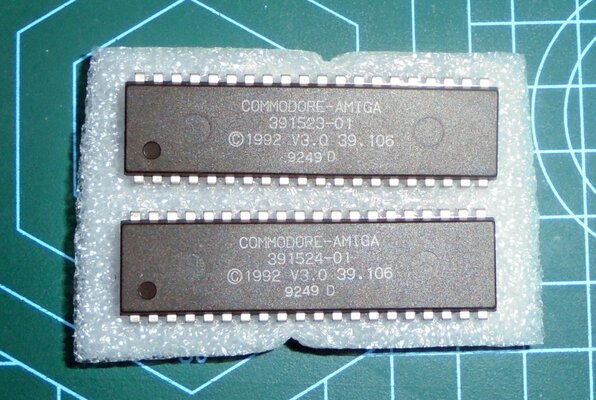 COMMODORE-AMIGA
391523-01
©1992 V3.0 39.106
9249 D
COMMODORE-AMIGA
391524-01
©1992 V3.0 39.106
9249 D